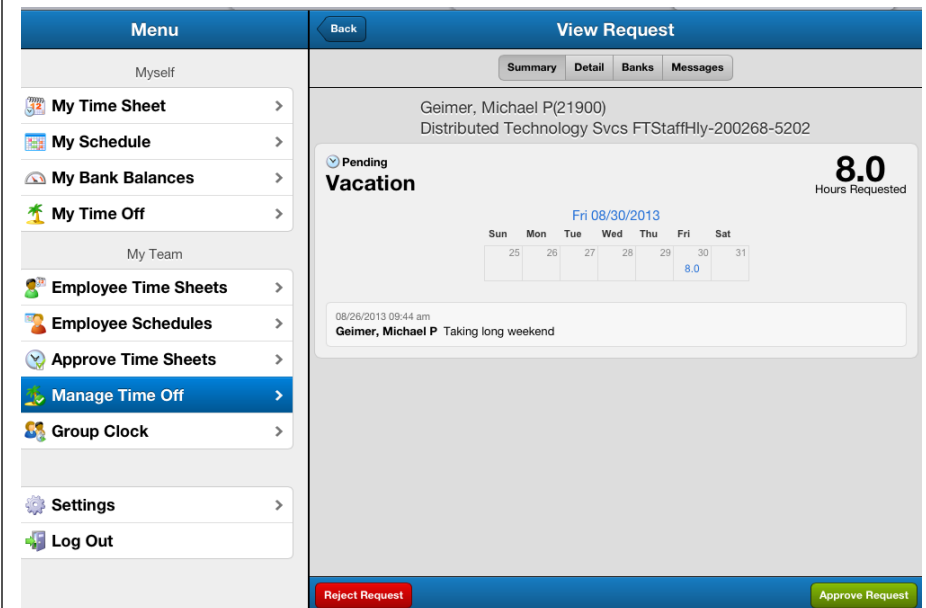 Menu
Myself
My Time Sheet
My Schedule
My Bank Balances
My Time Off
My Team
Employee Time Sheets
Employee Schedules
Approve Time Sheets
Manage Time Off
Group Clock
Settings
Log Out
Back View Request
Summary Detail Banks Messages
Geimer, Michael P(21900)
Distributed Technology Svcs FTStaffHly-200268-5202
Pending
Vacation
8.0
Hours Requested
Fri 08/30/2013
Sun Mon Tue Wed Thu Fri Sat
25 26 27 28 29 30 31
8.0
08/26/2013 09:44 am
Geimer, Michael P Taking long weekend
Reject Request Approve Request